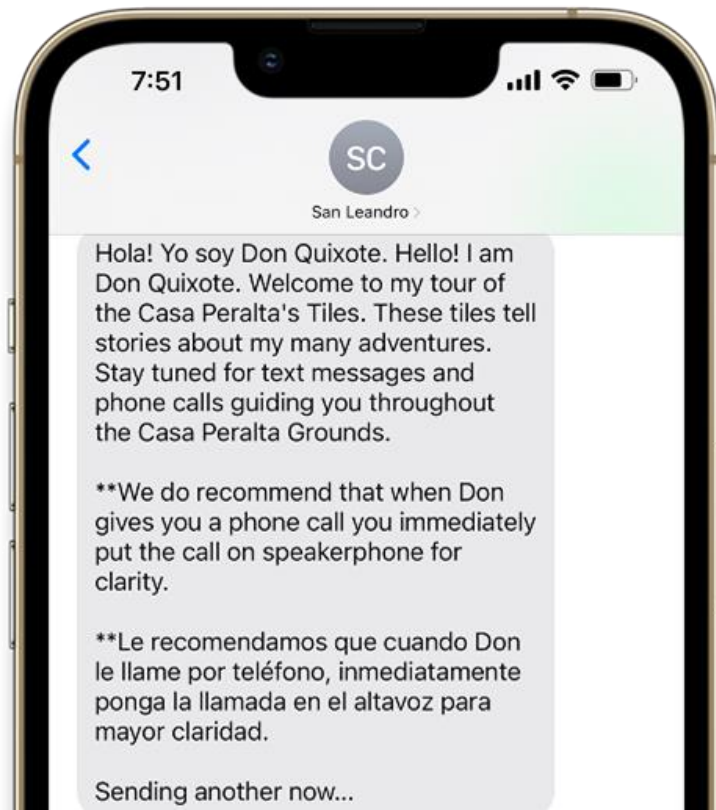 7:51
SC
San Leandro
Hola! Yo soy Don Quixote. Hello! I am
Don Quixote. Welcome to my tour of
the Casa Peralta's Tiles. These tiles tell
stories about my many adventures.
Stay tuned for text messages and
phone calls guiding you throughout
the Casa Peralta Grounds.
**We do recommend that when Don
gives you a phone call you immediately
put the call on speakerphone for
clarity.
**Le recomendamos que cuando Don
le llame por teléfono, inmediatamente
ponga la llamada en el altavoz para
mayor claridad.
Sending another now...